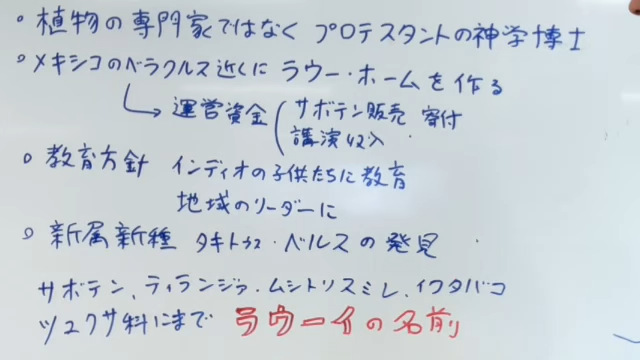 • 植物の専門家ではなく プロテスタントの神学博士
• メキシコのベラクルス近くに ラウー・ホームを作る
→ 運営資金 ( サボテン販売 寄付
講演収入
○ 教育方針 インディオの子供たちに教育
地域のリーダーに
○ 新属新種 タキトゥス・ベルスの発見
サボテン、ティランジア・ムシトリスミレ、イワタバコ
ツユクサ科にまで ラウーイの名前